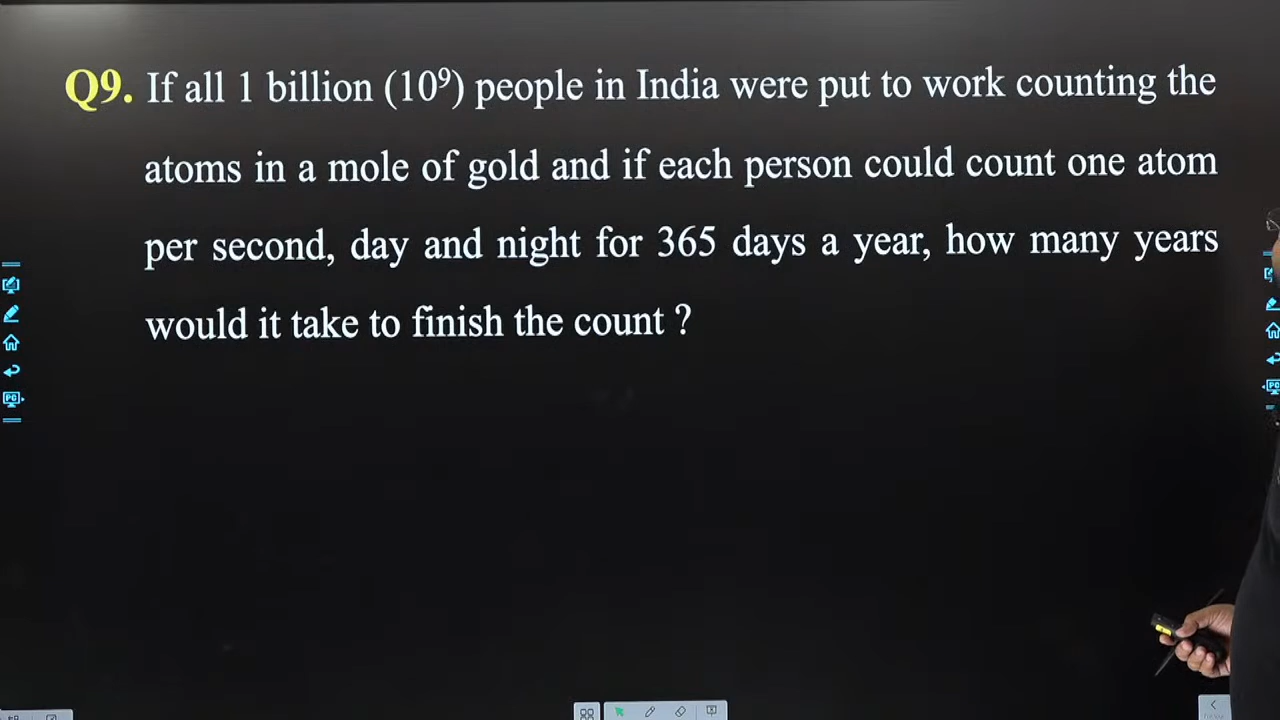 Q9. If all 1 billion (10⁹) people in India were put to work counting the
atoms in a mole of gold and if each person could count one atom
per second, day and night for 365 days a year, how many years
would it take to finish the count ?
PC
PC